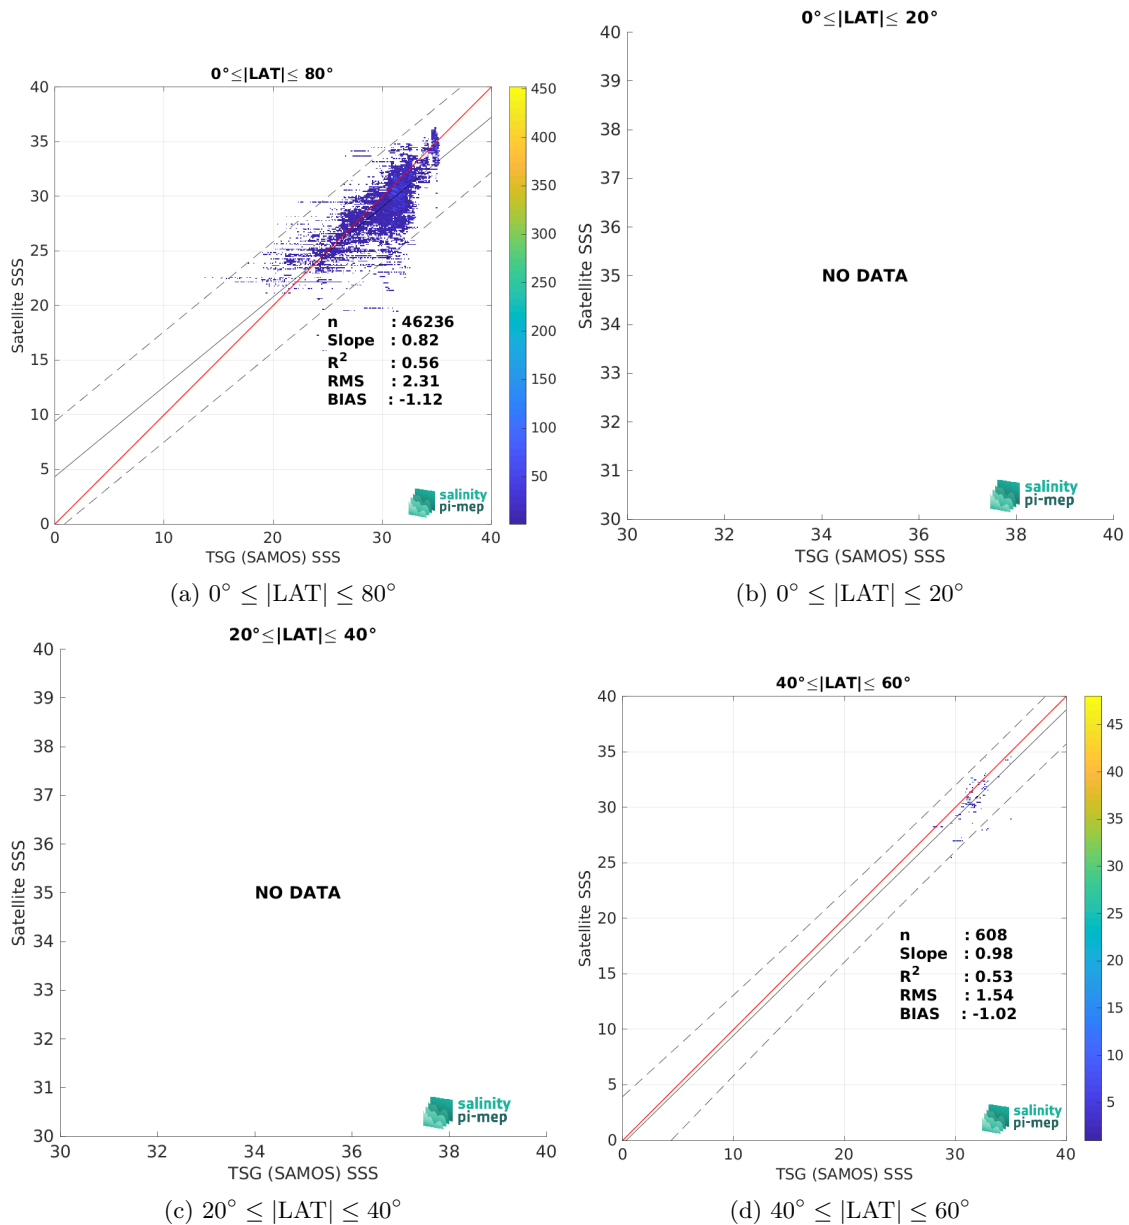 0°≤|LAT|≤ 80°
40
35
30
25
20
15
10
5
0
0
10
20
30
40
Satellite SSS
TSG (SAMOS) SSS
n : 46236
Slope : 0.82
R² : 0.56
RMS : 2.31
BIAS : -1.12
salinity
pi-mep
450
400
350
300
250
200
150
100
50
(a) 0° ≤ |LAT| ≤ 80°
0°≤|LAT|≤ 20°
40
39
38
37
36
35
34
33
32
31
30
30
32
34
36
38
40
Satellite SSS
TSG (SAMOS) SSS
NO DATA
salinity
pi-mep
(b) 0° ≤ |LAT| ≤ 20°
20°≤|LAT|≤ 40°
40
39
38
37
36
35
34
33
32
31
30
30
32
34
36
38
40
Satellite SSS
TSG (SAMOS) SSS
NO DATA
salinity
pi-mep
(c) 20° ≤ |LAT| ≤ 40°
40°≤|LAT|≤ 60°
40
35
30
25
20
15
10
5
0
0
10
20
30
40
Satellite SSS
TSG (SAMOS) SSS
n : 608
Slope : 0.98
R² : 0.53
RMS : 1.54
BIAS : -1.02
salinity
pi-mep
45
40
35
30
25
20
15
10
5
(d) 40° ≤ |LAT| ≤ 60°